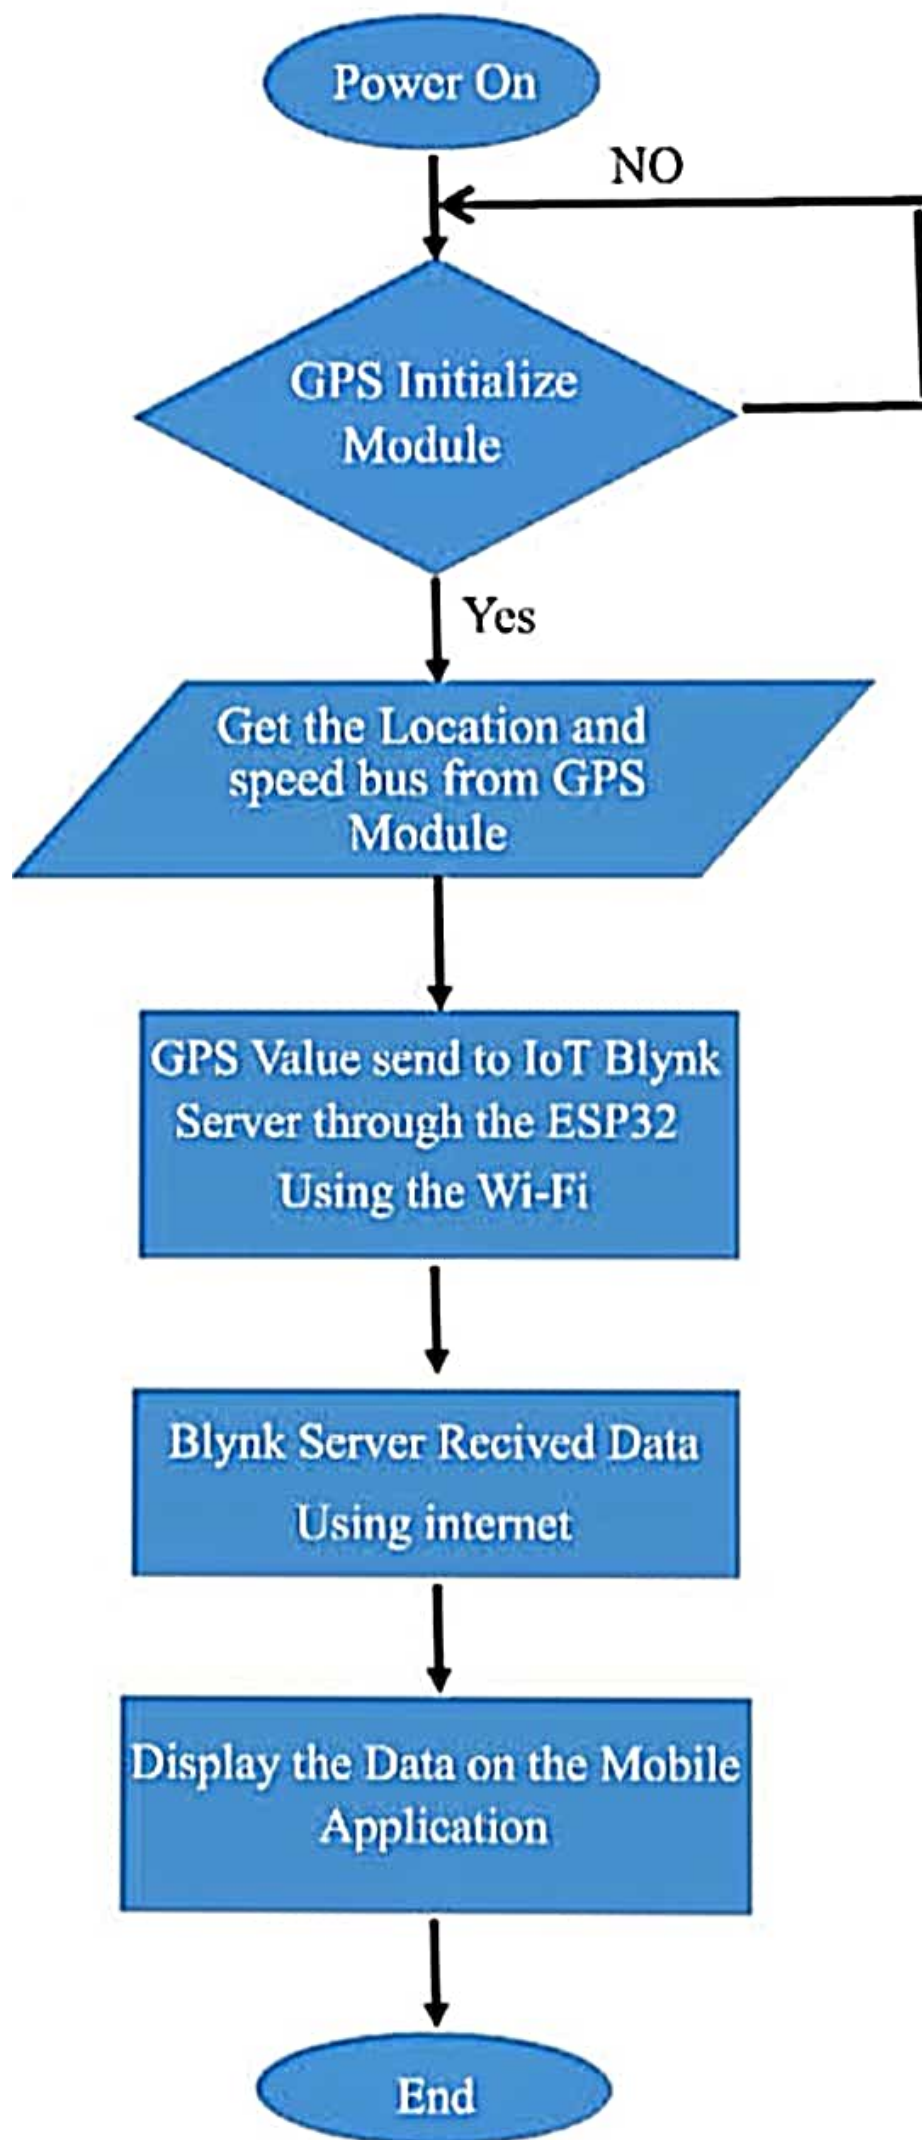 Power On
NO
GPS Initialize
Module
Yes
Get the Location and
speed bus from GPS
Module
GPS Value send to IoT Blynk
Server through the ESP32
Using the Wi-Fi
Blynk Server Recived Data
Using internet
Display the Data on the Mobile
Application
End